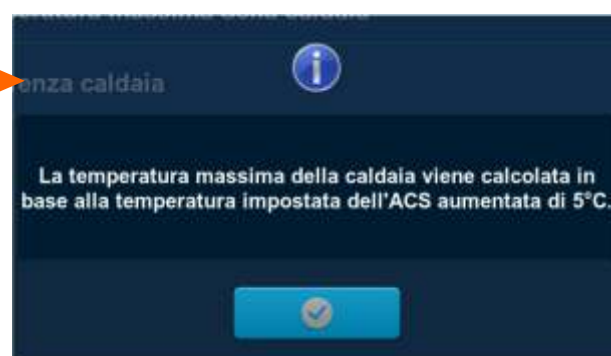 enza caldaia
La temperatura massima della caldaia viene calcolata in
base alla temperatura impostata dell'ACS aumentata di 5°C.